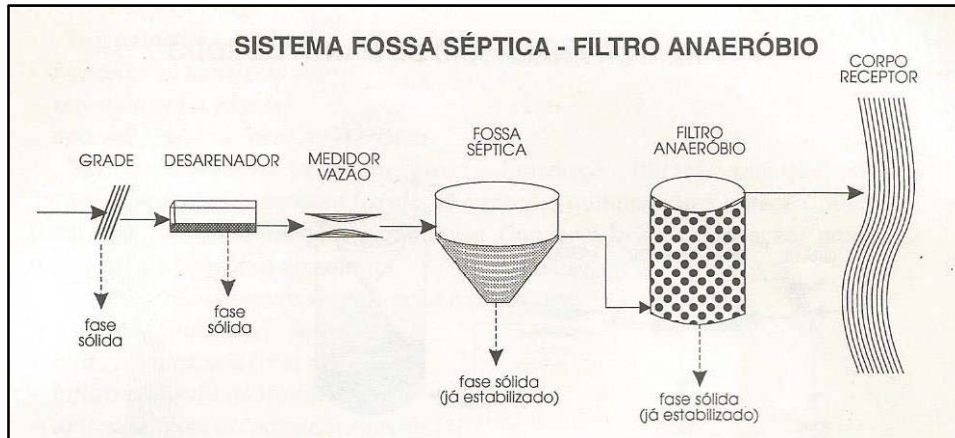 SISTEMA FOSSA SÉPTICA - FILTRO ANAERÓBIO
CORPO
RECEPTOR
GRADE
DESARENADOR
MEDIDOR
VAZÃO
FOSSA
SÉPTICA
FILTRO
ANAERÓBIO
fase
sólida
fase
sólida
fase sólida
(já estabilizado)
fase sólida
(já estabilizado)